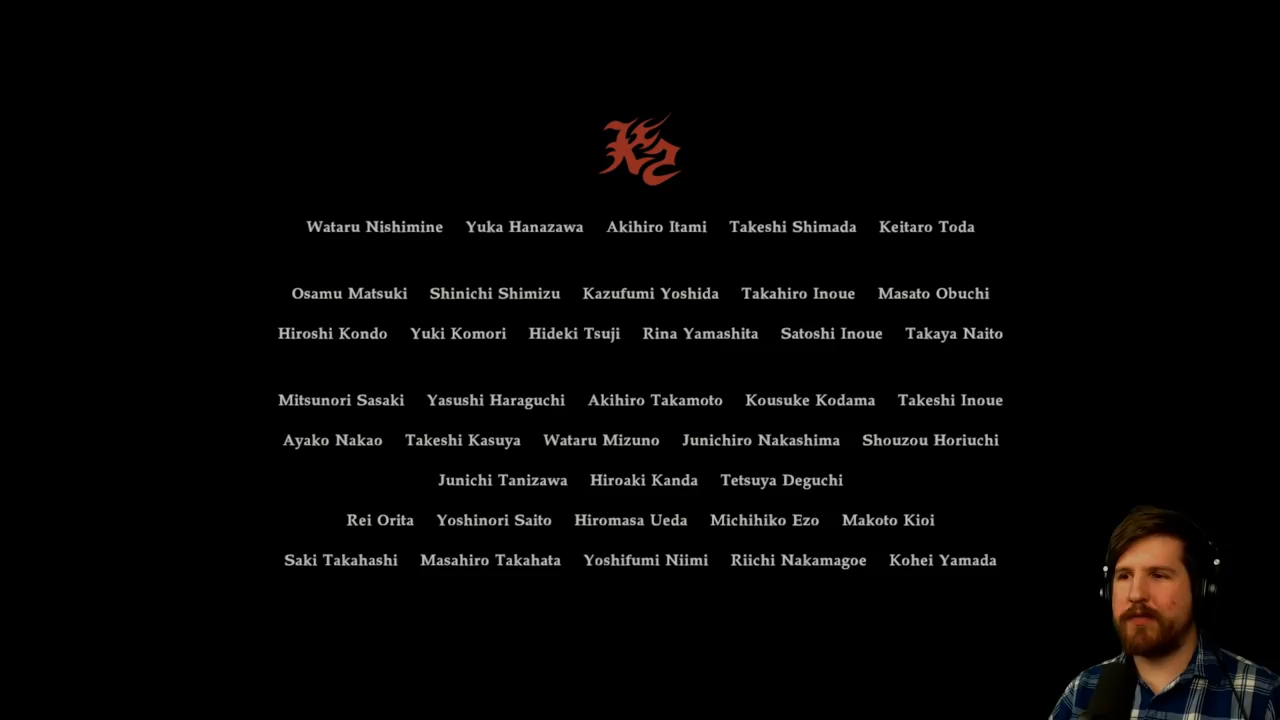 K2
Wataru Nishimine Yuka Hanazawa Akihiro Itami Takeshi Shimada Keitaro Toda
Osamu Matsuki Shinichi Shimizu Kazufumi Yoshida Takahiro Inoue Masato Obuchi
Hiroshi Kondo Yuki Komori Hideki Tsuji Rina Yamashita Satoshi Inoue Takaya Naito
Mitsunori Sasaki Yasushi Haraguchi Akihiro Takamoto Kousuke Kodama Takeshi Inoue
Ayako Nakao Takeshi Kasuya Wataru Mizuno Junichiro Nakashima Shouzou Horiuchi
Junichi Tanizawa Hiroaki Kanda Tetsuya Deguchi
Rei Orita Yoshinori Saito Hiromasa Ueda Michihiko Ezo Makoto Kioi
Saki Takahashi Masahiro Takahata Yoshifumi Niimi Riichi Nakamagoe Kohei Yamada